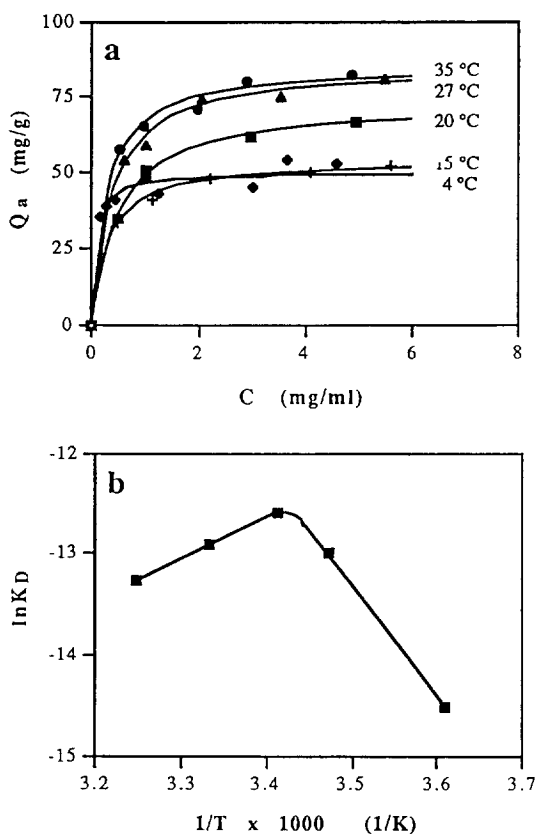 a
100
75
50
25
0
Q a (mg/g)
35 °C
27 °C
20 °C
15 °C
4 °C
0 2 4 6 8
C (mg/ml)
b
-12
-13
-14
-15
lnKD
3.2 3.3 3.4 3.5 3.6 3.7
1/T x 1000 (1/K)